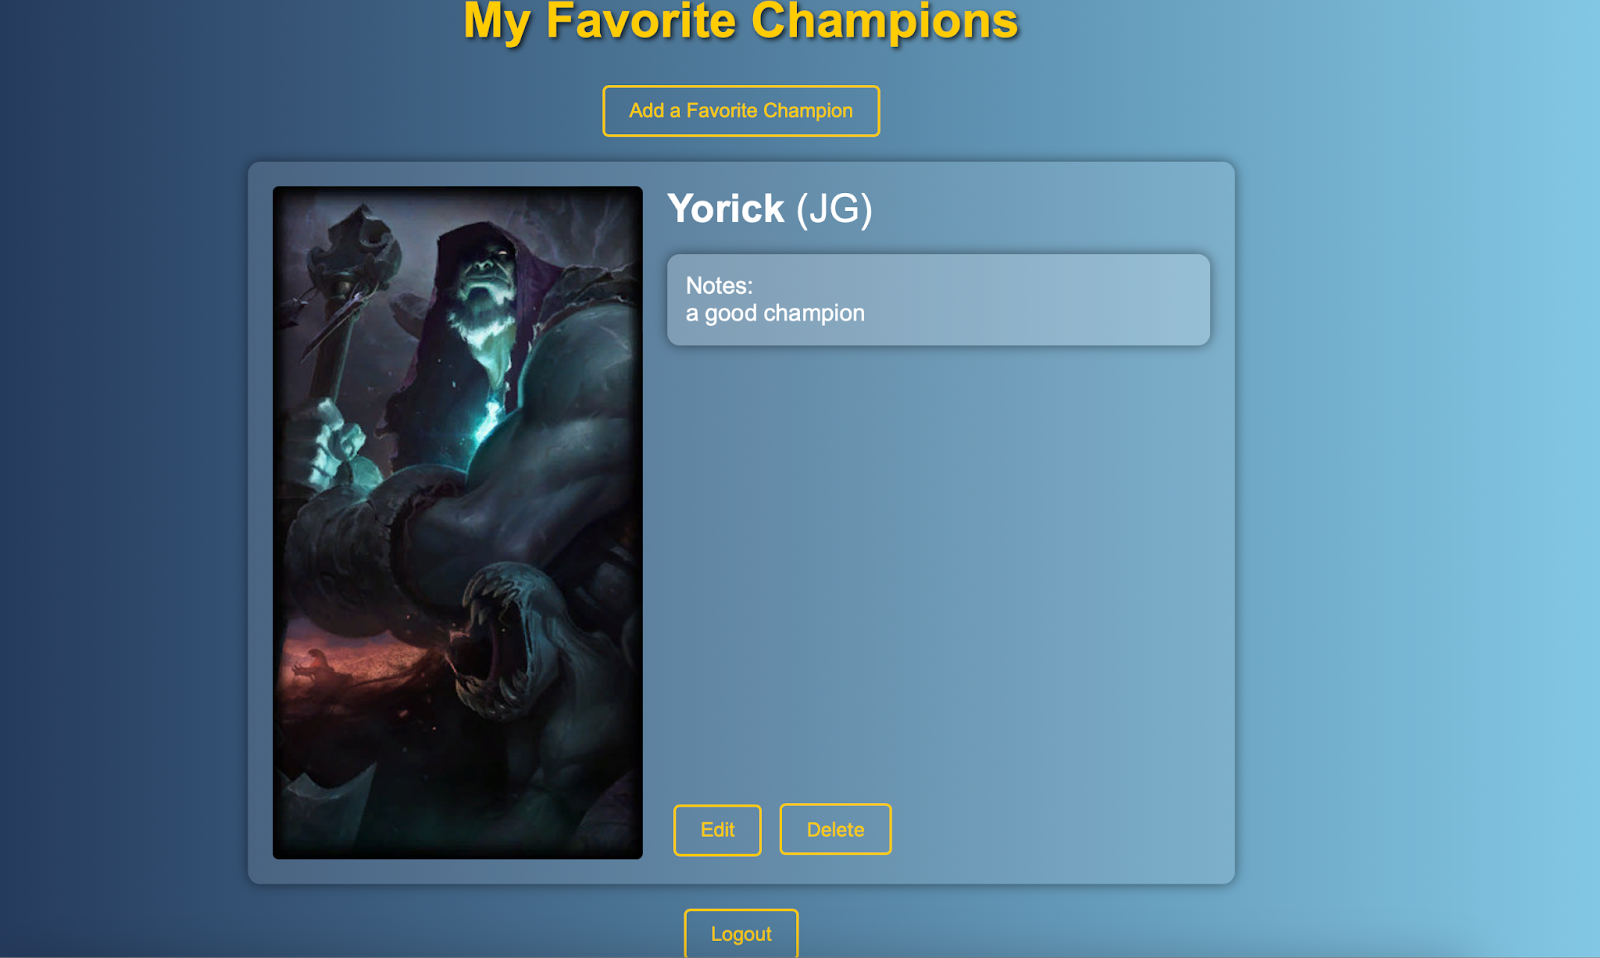 My Favorite Champions
Add a Favorite Champion
Yorick (JG)
Notes:
a good champion
Edit
Delete
Logout